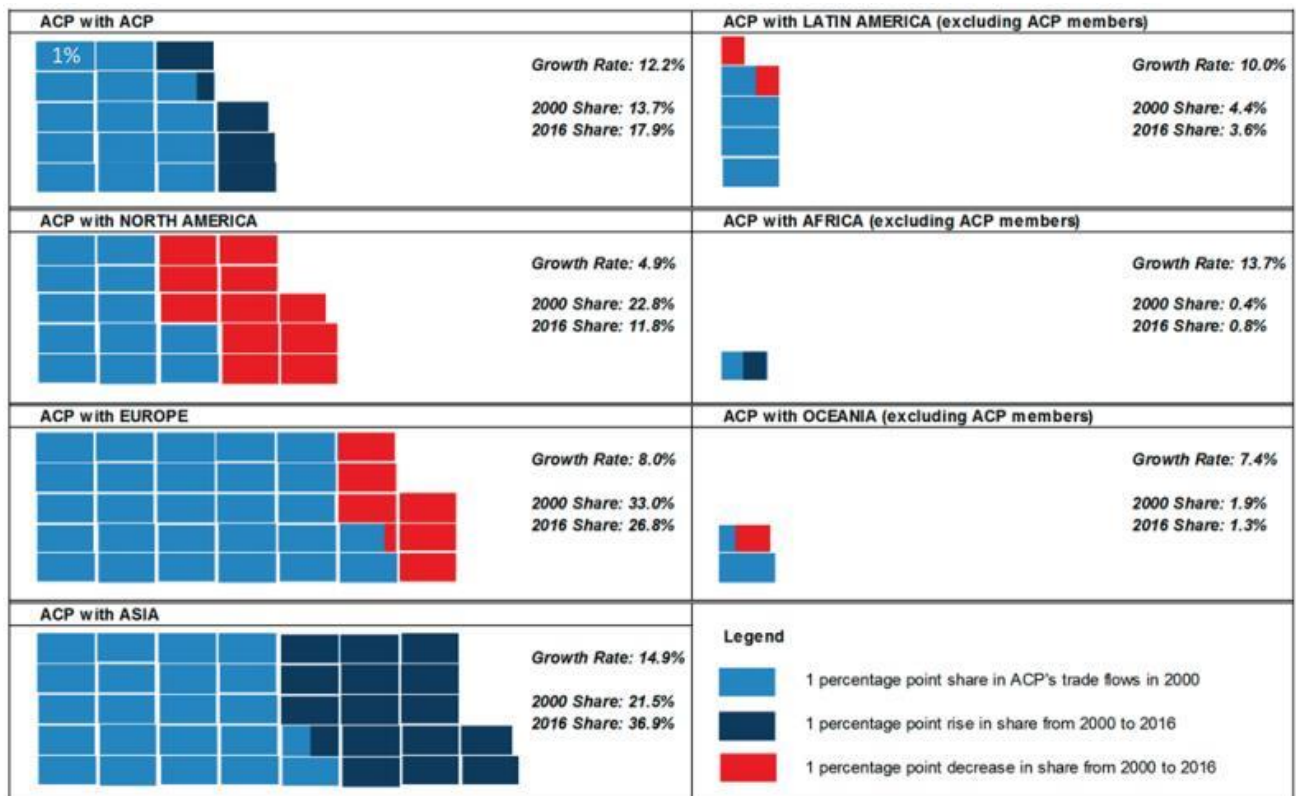 ACP with ACP
1%
Growth Rate: 12.2%
2000 Share: 13.7%
2016 Share: 17.9%
ACP with LATIN AMERICA (excluding ACP members)
Growth Rate: 10.0%
2000 Share: 4.4%
2016 Share: 3.6%
ACP with NORTH AMERICA
Growth Rate: 4.9%
2000 Share: 22.8%
2016 Share: 11.8%
ACP with AFRICA (excluding ACP members)
Growth Rate: 13.7%
2000 Share: 0.4%
2016 Share: 0.8%
ACP with EUROPE
Growth Rate: 8.0%
2000 Share: 33.0%
2016 Share: 26.8%
ACP with OCEANIA (excluding ACP members)
Growth Rate: 7.4%
2000 Share: 1.9%
2016 Share: 1.3%
ACP with ASIA
Growth Rate: 14.9%
2000 Share: 21.5%
2016 Share: 36.9%
Legend
1 percentage point share in ACP's trade flows in 2000
1 percentage point rise in share from 2000 to 2016
1 percentage point decrease in share from 2000 to 2016